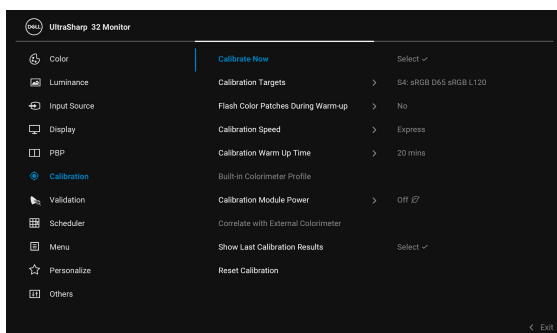 DELL UltraSharp 32 Monitor
Color
Calibrate Now Select
Luminance
Calibration Targets S4: sRGB D65 sRGB L120
Input Source
Flash Color Patches During Warm-up No
Display
Calibration Speed Express
PBP
Calibration Warm Up Time 20 mins
Calibration
Built-in Colorimeter Profile
Validation
Calibration Module Power Off
Scheduler
Correlate with External Colorimeter
Menu
Show Last Calibration Results Select
Personalize
Reset Calibration
Others
Exit